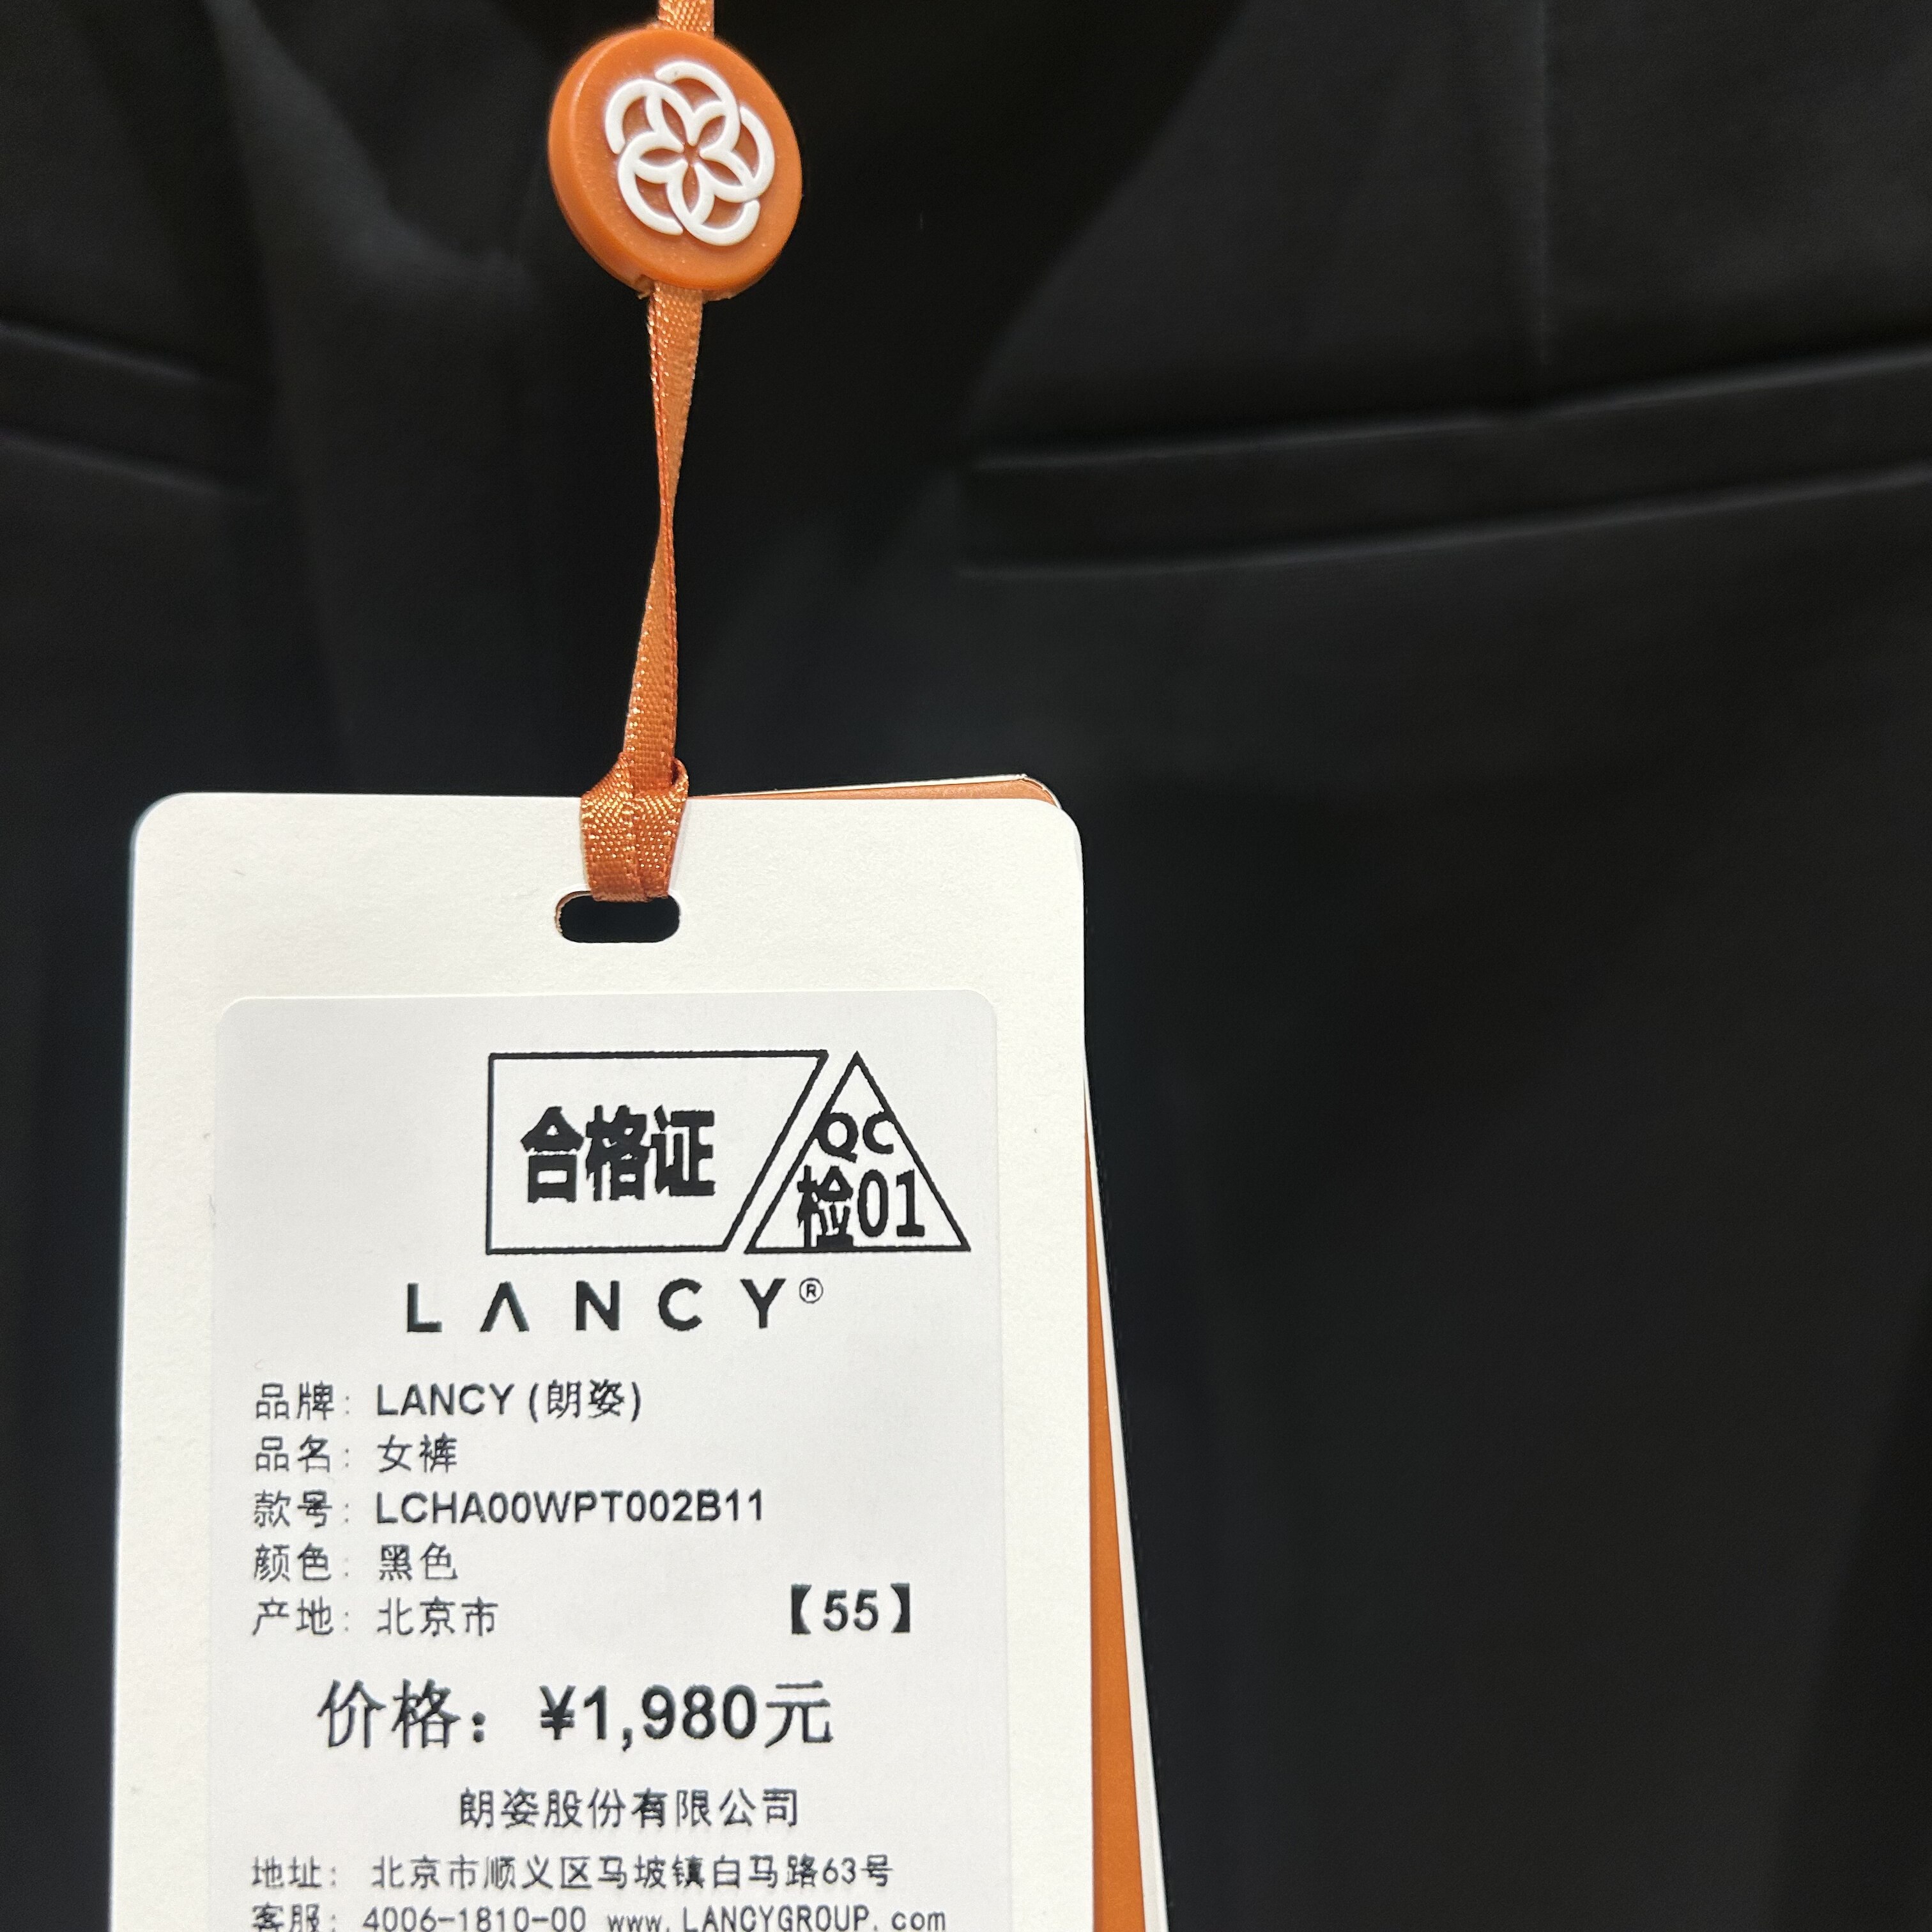 合格证
QC
检01
LANCY®
品牌: LANCY (朗姿)
品名: 女裤
款号: LCHA00WPT002B11
颜色: 黑色
产地: 北京市 【55】
价格: ¥1,980元
朗姿股份有限公司
地址: 北京市顺义区马坡镇白马路63号
客服: 4006-1810-00 www.LANCYGROUP.com